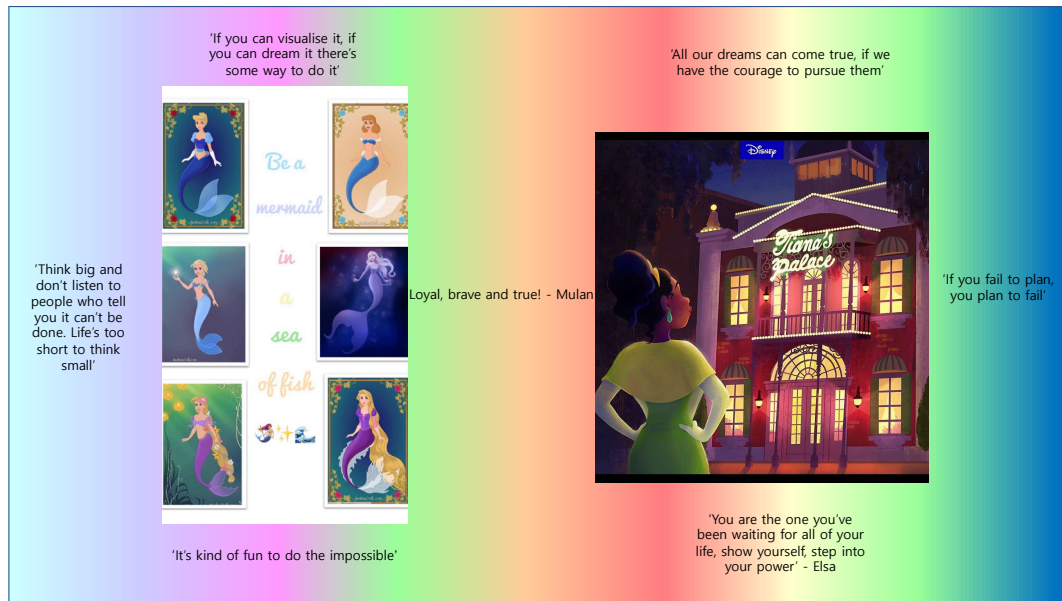 'If you can visualise it, if
you can dream it there's
some way to do it'
'All our dreams can come true, if we
have the courage to pursue them'
Be a
mermaid
in
a
sea
of fish
'Think big and
don't listen to
people who tell
you it can't be
done. Life's too
short to think
small'
Loyal, brave and true! - Mulan
Disney
Tiana's
Palace
'If you fail to plan,
you plan to fail'
'It's kind of fun to do the impossible'
'You are the one you've
been waiting for all of your
life, show yourself, step into
your power' - Elsa